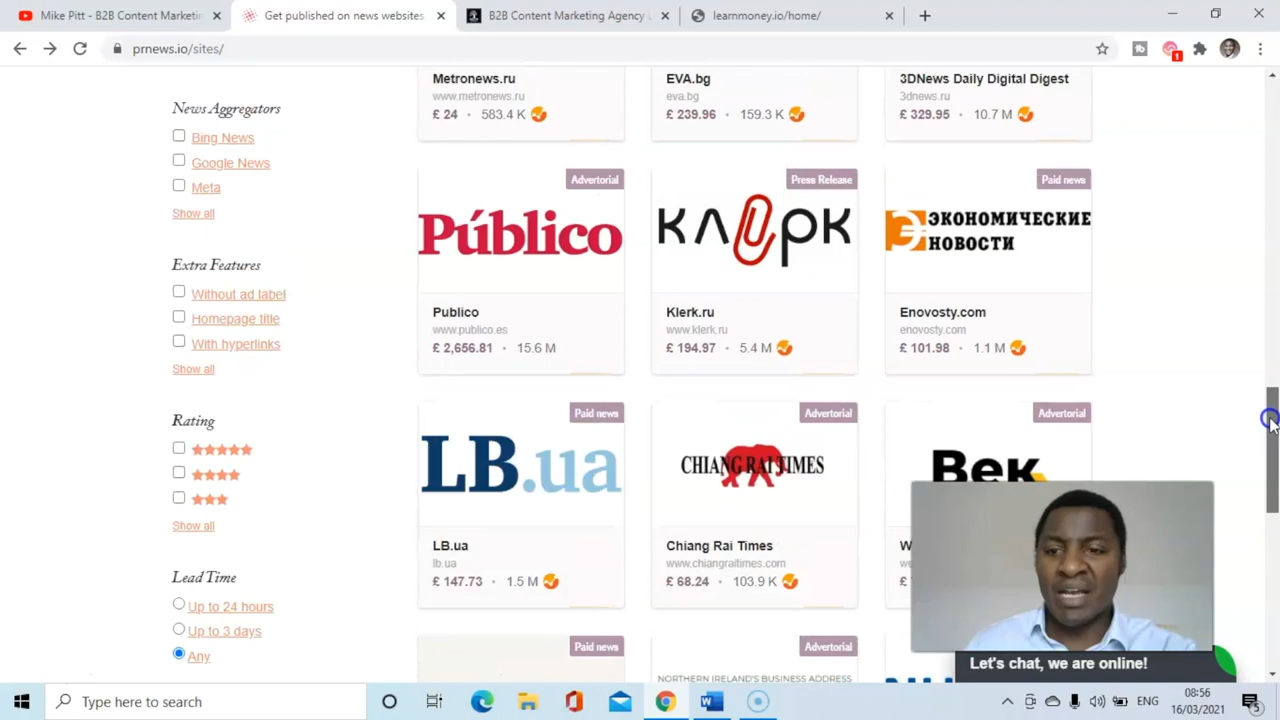 Mike Pitt - B2B Content Marketin
Get published on news websites
B2B Content Marketing Agency
learnmoney.io/home/
prnews.io/sites/
News Aggregators
Bing News
Google News
Meta
Show all
Extra Features
Without ad label
Homepage title
With hyperlinks
Show all
Rating
Show all
Lead Time
Up to 24 hours
Up to 3 days
Any
Metronews.ru
www.metronews.ru
£ 24 · 583.4 K
EVA.bg
eva.bg
£ 239.96 · 159.3 K
3DNews Daily Digital Digest
3dnews.ru
£ 329.95 · 10.7 M
Advertorial
Público
Publico
www.publico.es
£ 2,656.81 · 15.6 M
Press Release
клерк
Klerk.ru
www.klerk.ru
£ 194.97 · 5.4 M
Paid news
Э ЭКОНОМИЧЕСКИЕ
НОВОСТИ
Enovosty.com
enovosty.com
£ 101.98 · 1.1 M
Paid news
LB.ua
LB.ua
lb.ua
£ 147.73 · 1.5 M
Advertorial
CHIANG RAI TIMES
Chiang Rai Times
www.chiangraitimes.com
£ 68.24 · 103.9 K
Advertorial
Век
W
we
£
Paid news
Advertorial
NORTHERN IRELAND'S BUSINESS ADDRESS
Advertorial
Let's chat, we are online!
Type here to search
ENG
08:56
16/03/2021
5
1